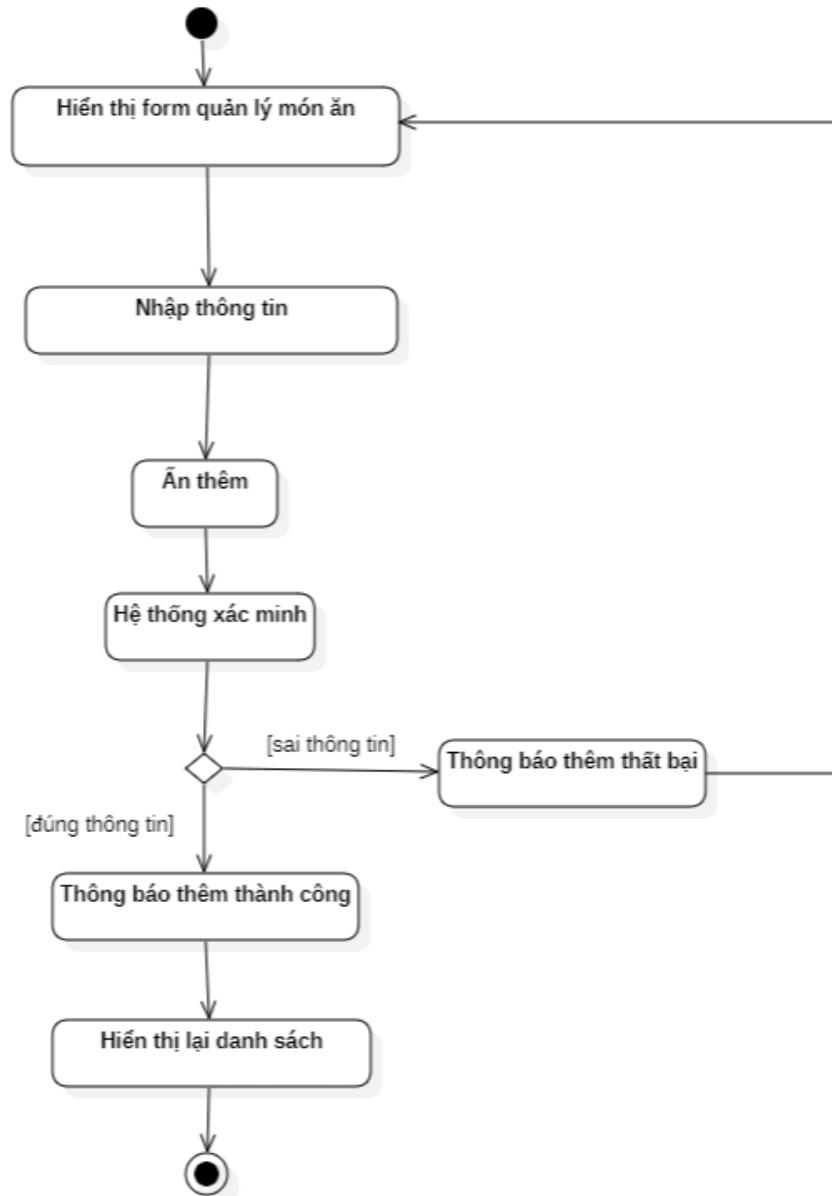 Hiển thị form quản lý món ăn
Nhập thông tin
Ấn thêm
Hệ thống xác minh
[sai thông tin]
Thông báo thêm thất bại
[đúng thông tin]
Thông báo thêm thành công
Hiển thị lại danh sách